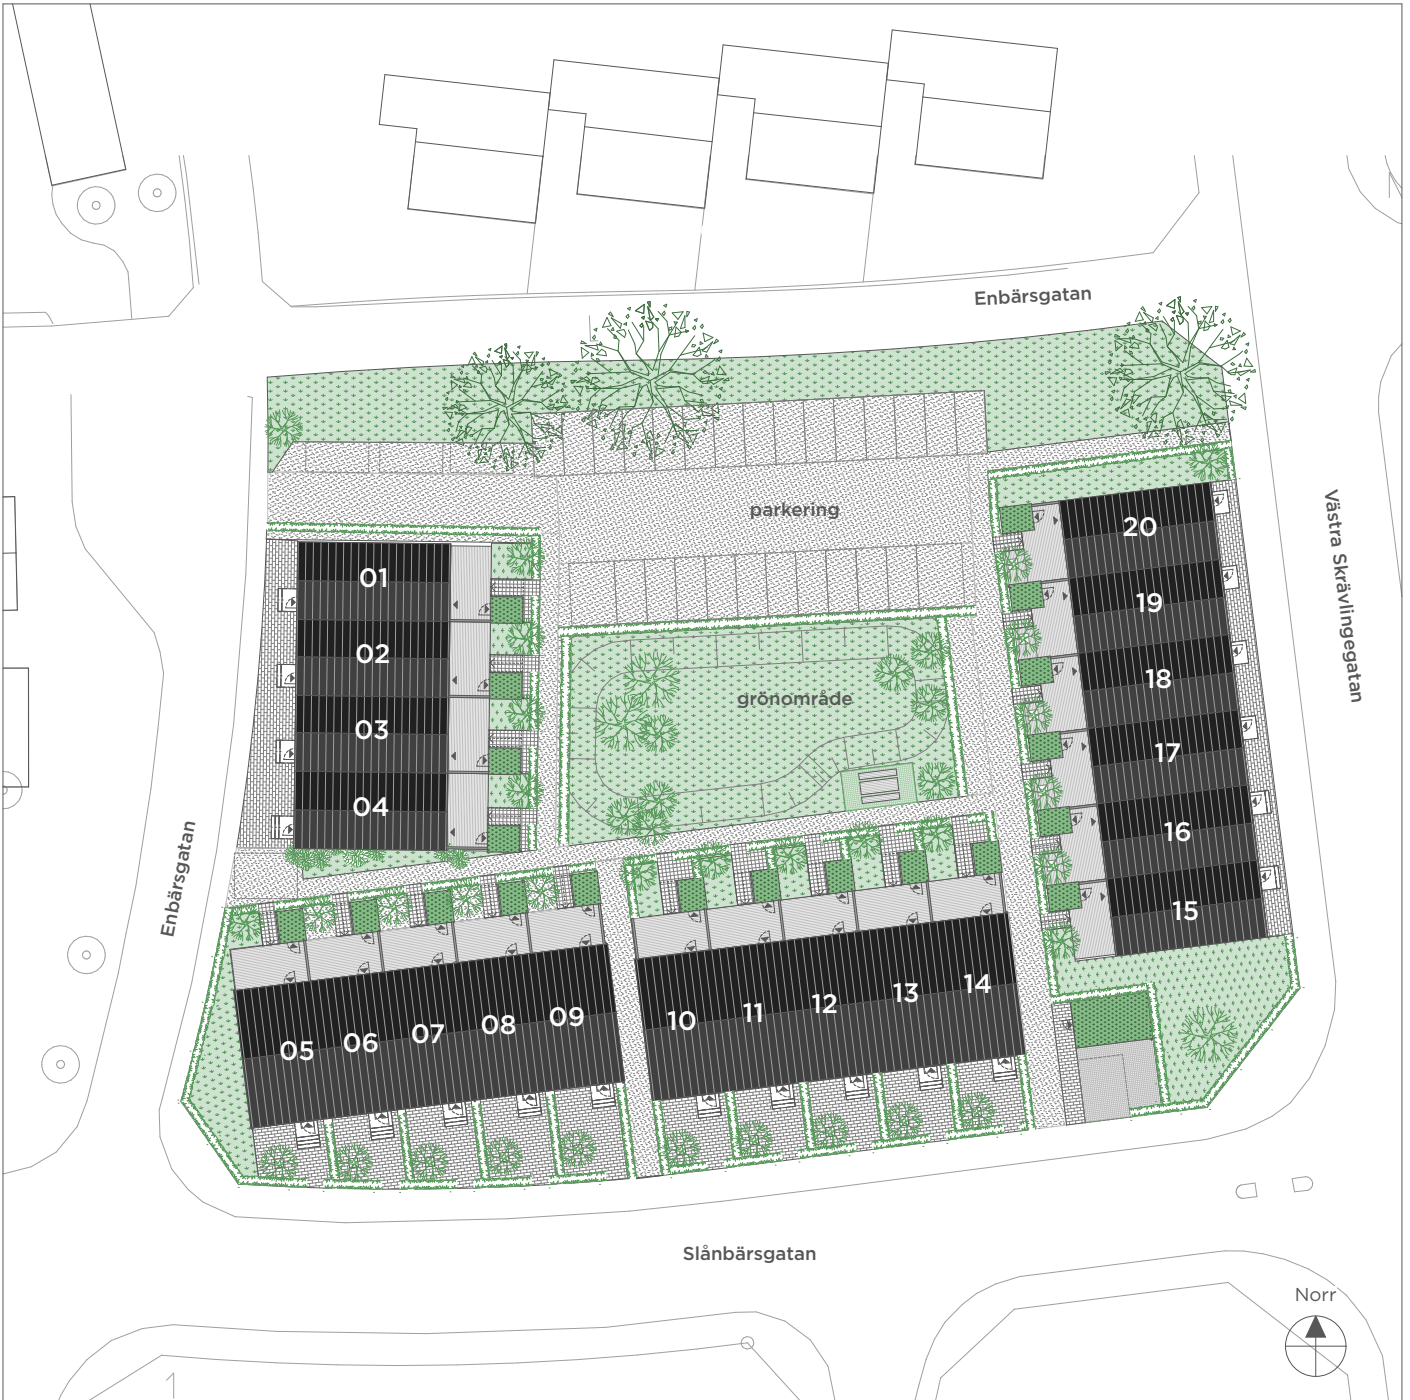 Enbärsgatan
parkering
Västra Skrävlingegatan
01
02
03
04
grönområde
20
19
18
17
16
15
Enbärsgatan
05
06
07
08
09
10
11
12
13
14
Slånbärsgatan
Norr